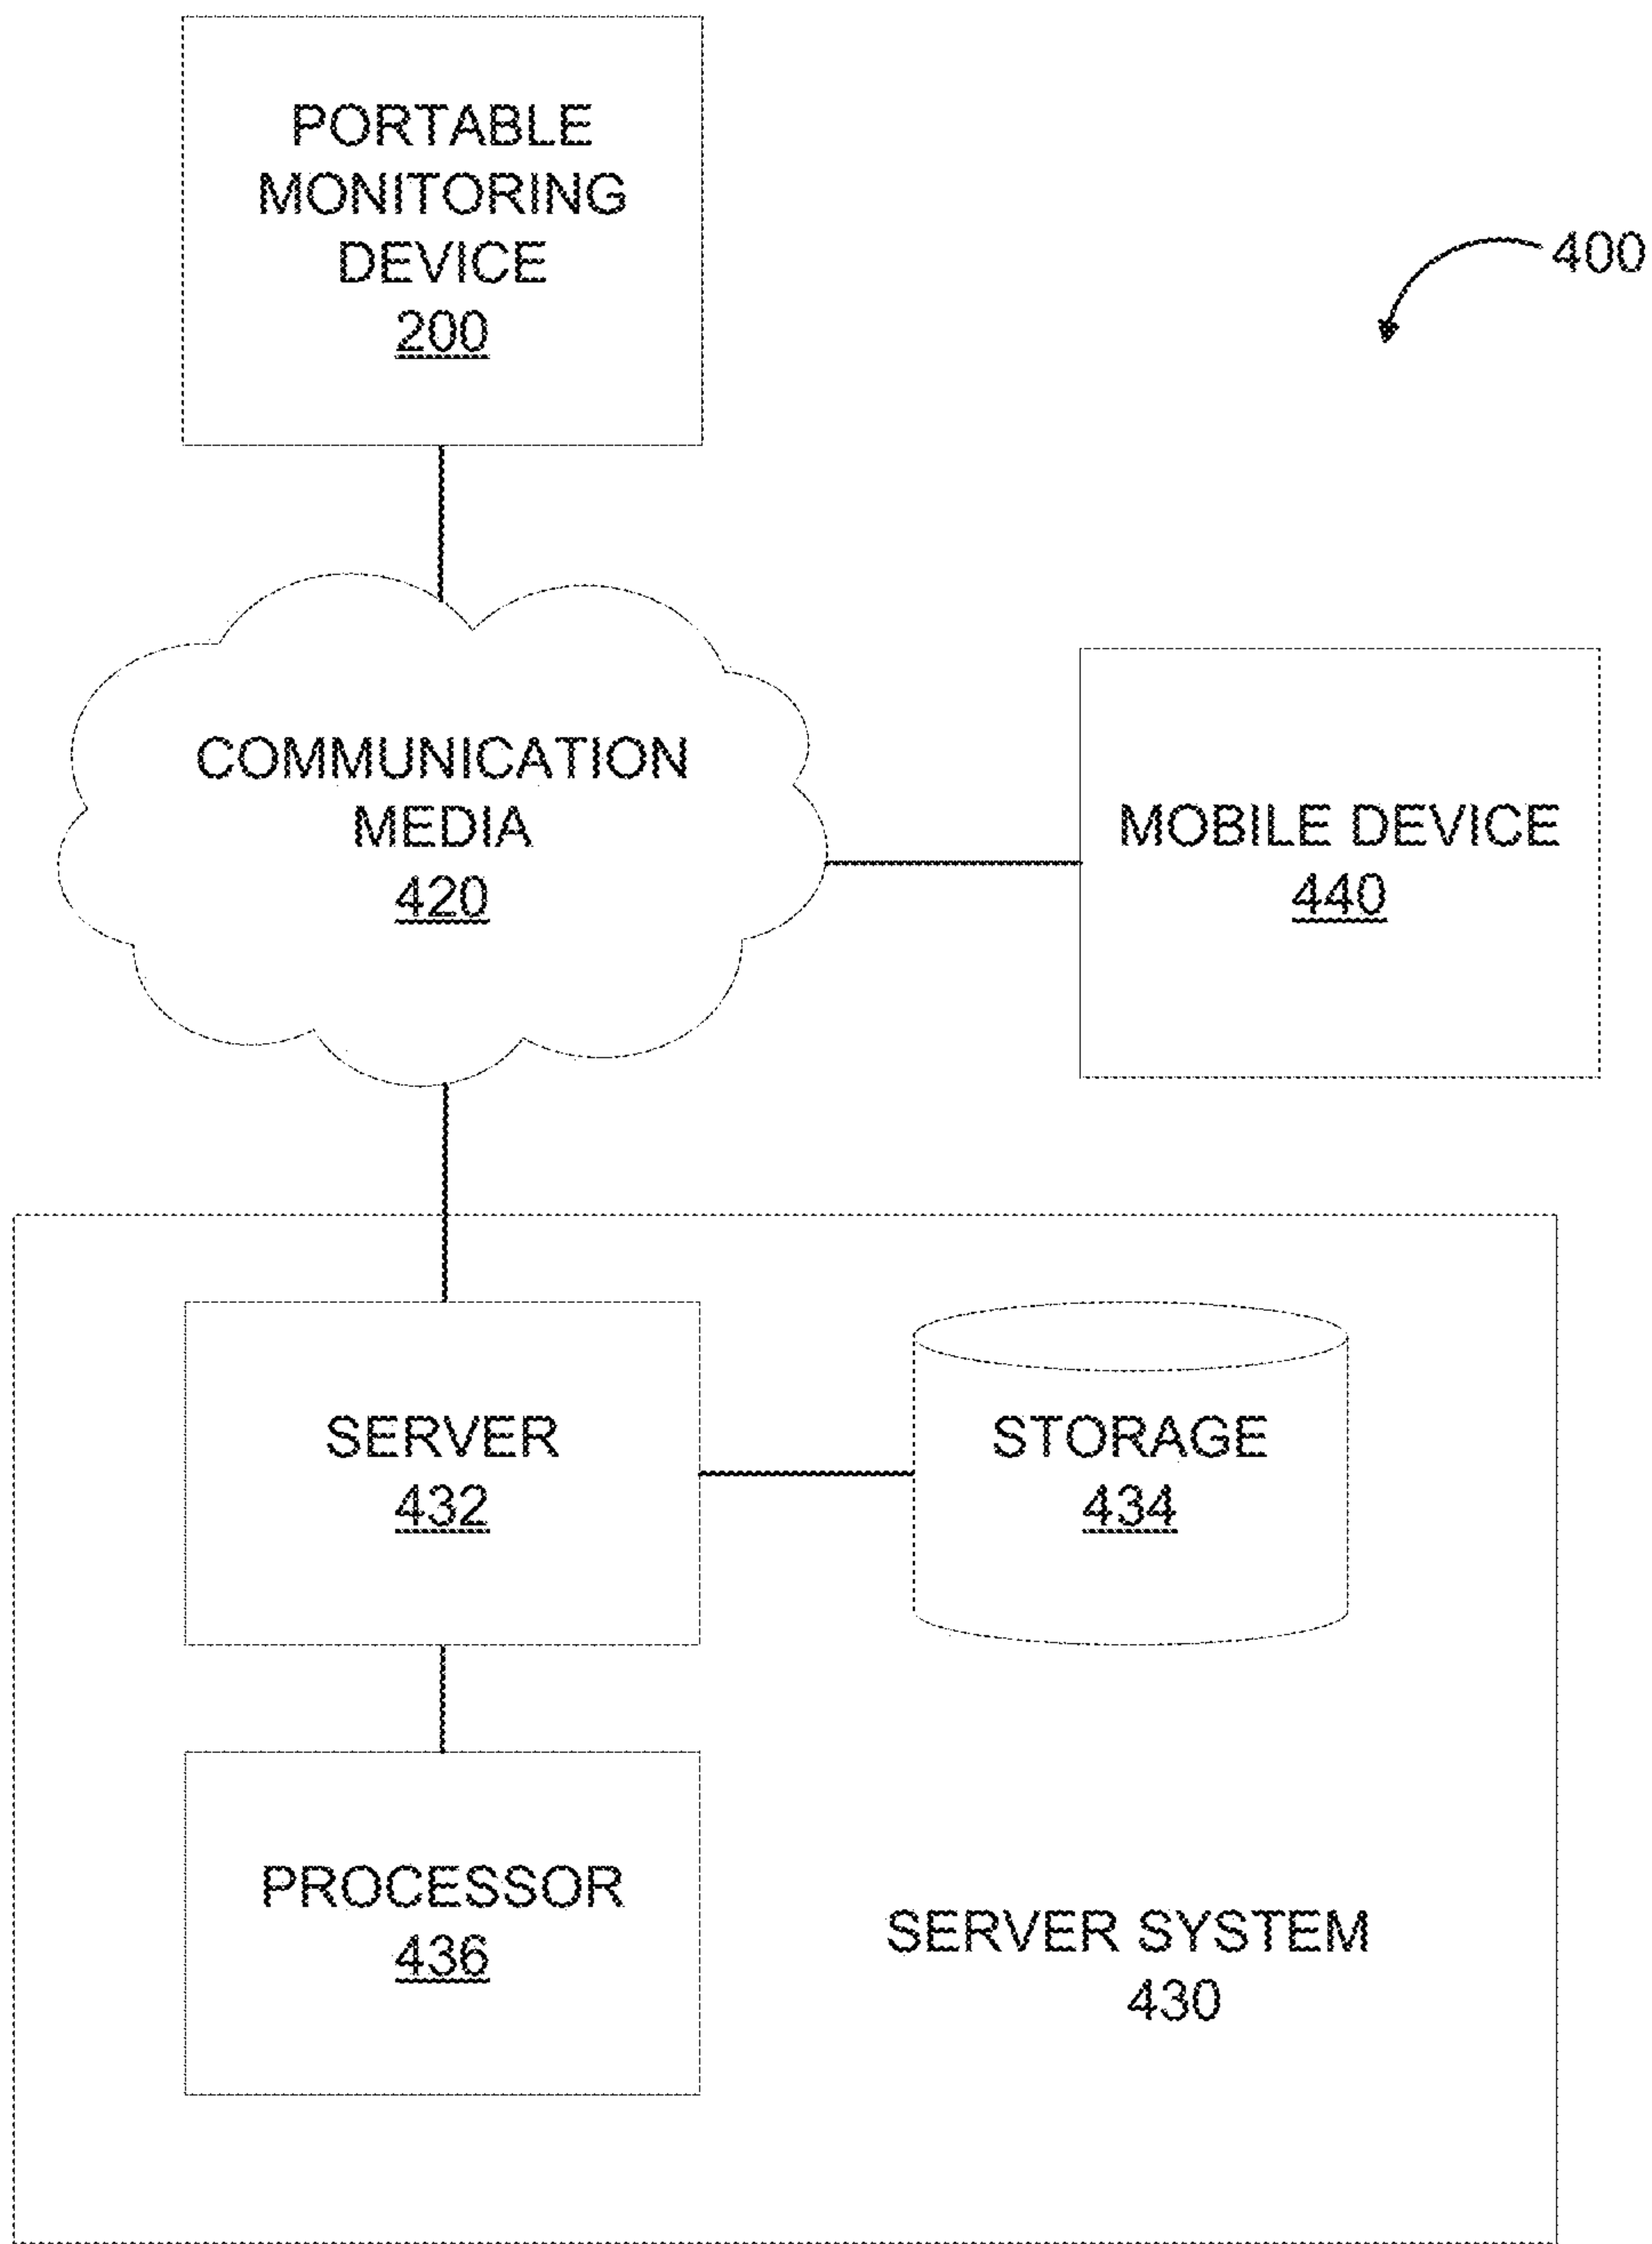 PORTABLE
MONITORING
DEVICE
200
400
COMMUNICATION
MEDIA
420
MOBILE DEVICE
440
SERVER
432
STORAGE
434
PROCESSOR
436
SERVER SYSTEM
430